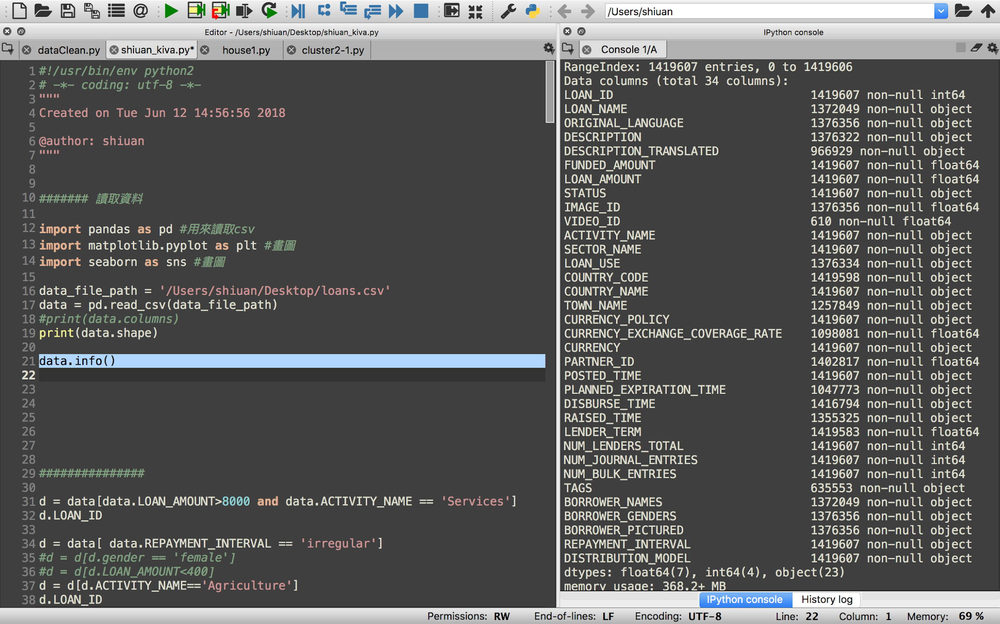 /Users/shiuan
Editor - /Users/shiuan/Desktop/shiuan_kiva.py
dataClean.py
shiuan_kiva.py*
house1.py
cluster2-1.py
1 #!/usr/bin/env python2
2 # -*- coding: utf-8 -*-
3 """
4 Created on Tue Jun 12 14:56:56 2018
5
6 @author: shiuan
7 """
8
9
10 ####### 讀取資料
11
12 import pandas as pd #用來讀取csv
13 import matplotlib.pyplot as plt #畫圖
14 import seaborn as sns #畫圖
15
16 data_file_path = '/Users/shiuan/Desktop/loans.csv'
17 data = pd.read_csv(data_file_path)
18 #print(data.columns)
19 print(data.shape)
20
21 data.info()
22
23
24
25
26
27
28
29 ###############
30
31 d = data[data.LOAN_AMOUNT>8000 and data.ACTIVITY_NAME == 'Services']
32 d.LOAN_ID
33
34 d = data[ data.REPAYMENT_INTERVAL == 'irregular']
35 #d = d[d.gender == 'female']
36 #d = d[d.LOAN_AMOUNT<400]
37 d = d[d.ACTIVITY_NAME=='Agriculture']
38 d.LOAN_ID
IPython console
Console 1/A
RangeIndex: 1419607 entries, 0 to 1419606
Data columns (total 34 columns):
LOAN_ID 1419607 non-null int64
LOAN_NAME 1372049 non-null object
ORIGINAL_LANGUAGE 1376356 non-null object
DESCRIPTION 1376322 non-null object
DESCRIPTION_TRANSLATED 966929 non-null object
FUNDED_AMOUNT 1419607 non-null float64
LOAN_AMOUNT 1419607 non-null float64
STATUS 1419607 non-null object
IMAGE_ID 1376356 non-null float64
VIDEO_ID 610 non-null float64
ACTIVITY_NAME 1419607 non-null object
SECTOR_NAME 1419607 non-null object
LOAN_USE 1376334 non-null object
COUNTRY_CODE 1419598 non-null object
COUNTRY_NAME 1419607 non-null object
TOWN_NAME 1257849 non-null object
CURRENCY_POLICY 1419607 non-null object
CURRENCY_EXCHANGE_COVERAGE_RATE 1098081 non-null float64
CURRENCY 1419607 non-null object
PARTNER_ID 1402817 non-null float64
POSTED_TIME 1419607 non-null object
PLANNED_EXPIRATION_TIME 1047773 non-null object
DISBURSE_TIME 1416794 non-null object
RAISED_TIME 1355325 non-null object
LENDER_TERM 1419583 non-null float64
NUM_LENDERS_TOTAL 1419607 non-null int64
NUM_JOURNAL_ENTRIES 1419607 non-null int64
NUM_BULK_ENTRIES 1419607 non-null int64
TAGS 635553 non-null object
BORROWER_NAMES 1372049 non-null object
BORROWER_GENDERS 1376356 non-null object
BORROWER_PICTURED 1376356 non-null object
REPAYMENT_INTERVAL 1419607 non-null object
DISTRIBUTION_MODEL 1419607 non-null object
dtypes: float64(7), int64(4), object(23)
memory usage: 368.2+ MB
IPython console History log
Permissions: RW End-of-lines: LF Encoding: UTF-8 Line: 22 Column: 1 Memory: 69 %